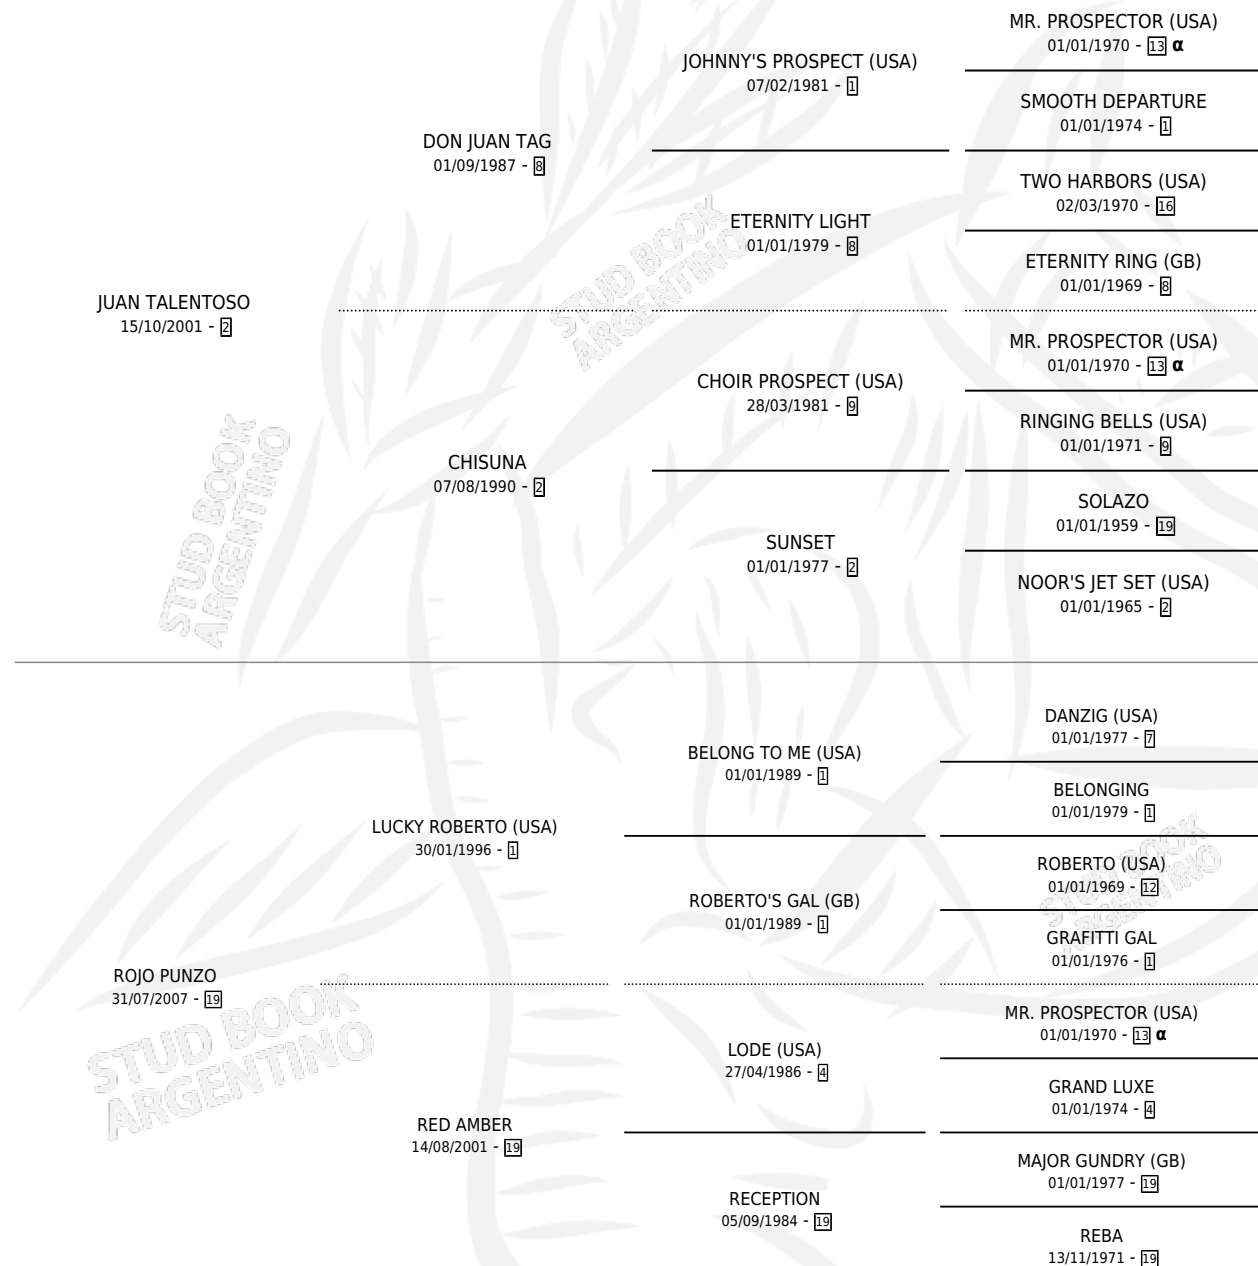 MR. PROSPECTOR (USA)
01/01/1970 - 13 α
JOHNNY'S PROSPECT (USA)
07/02/1981 - 1
SMOOTH DEPARTURE
01/01/1974 - 1
DON JUAN TAG
01/09/1987 - 8
TWO HARBORS (USA)
02/03/1970 - 16
ETERNITY LIGHT
01/01/1979 - 8
ETERNITY RING (GB)
01/01/1969 - 8
STUD BOOK
ARGENTINO
JUAN TALENTOSO
15/10/2001 - 2
MR. PROSPECTOR (USA)
01/01/1970 - 13 α
CHOIR PROSPECT (USA)
28/03/1981 - 9
RINGING BELLS (USA)
01/01/1971 - 9
CHISUNA
07/08/1990 - 2
SOLAZO
01/01/1959 - 19
SUNSET
01/01/1977 - 2
NOOR'S JET SET (USA)
01/01/1965 - 2
STUD BOOK
ARGENTINO
DANZIG (USA)
01/01/1977 - 7
BELONG TO ME (USA)
01/01/1989 - 1
BELONGING
01/01/1979 - 1
LUCKY ROBERTO (USA)
30/01/1996 - 1
ROBERTO (USA)
01/01/1969 - 12
ROBERTO'S GAL (GB)
01/01/1989 - 1
GRAFITTI GAL
01/01/1976 - 1
STUD BOOK
ARGENTINO
ROJO PUNZO
31/07/2007 - 19
MR. PROSPECTOR (USA)
01/01/1970 - 13 α
LODE (USA)
27/04/1986 - 4
GRAND LUXE
01/01/1974 - 4
RED AMBER
14/08/2001 - 19
MAJOR GUNDRY (GB)
01/01/1977 - 19
RECEPTION
05/09/1984 - 19
REBA
13/11/1971 - 19
STUD BOOK
ARGENTINO